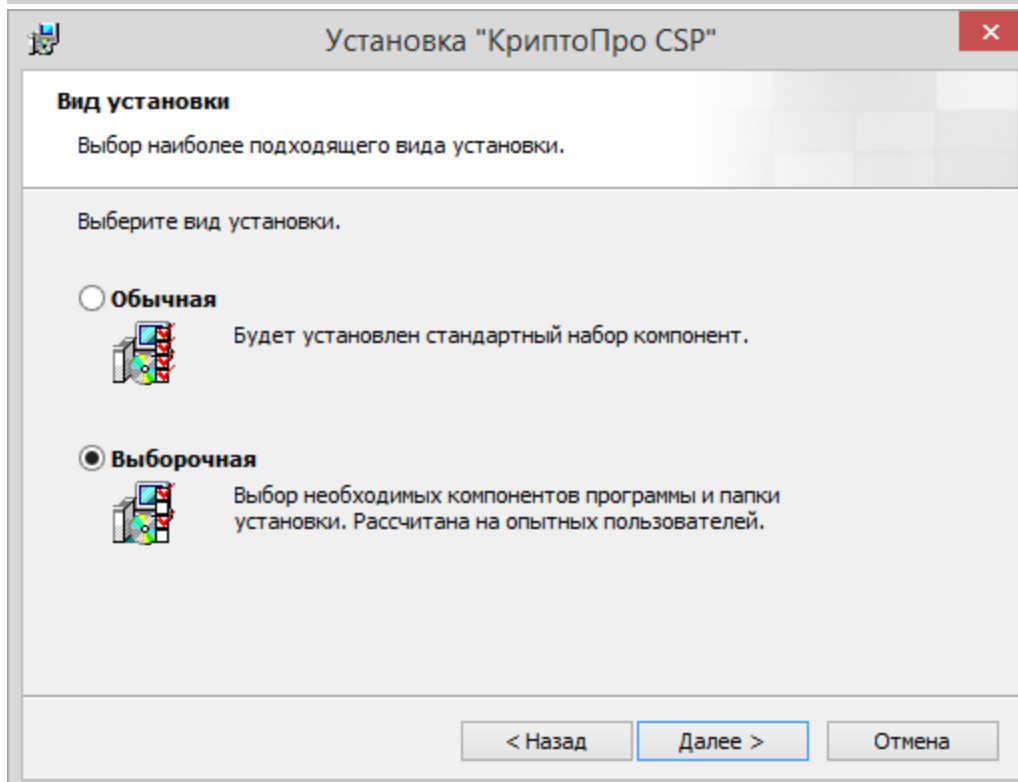 Установка "КриптоПро CSP"
Вид установки
Выбор наиболее подходящего вида установки.
Выберите вид установки.
Обычная
Будет установлен стандартный набор компонент.
Выборочная
Выбор необходимых компонентов программы и папки
установки. Рассчитана на опытных пользователей.
< Назад
Далее >
Отмена